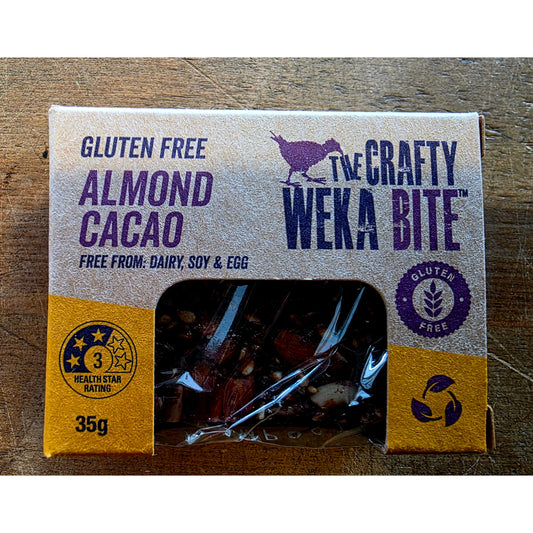 GLUTEN FREE
ALMOND
CACAO
FREE FROM: DAIRY, SOY & EGG
THE CRAFTY
WEKA BITE™
GLUTEN
FREE
3
HEALTH STAR
RATING
35g